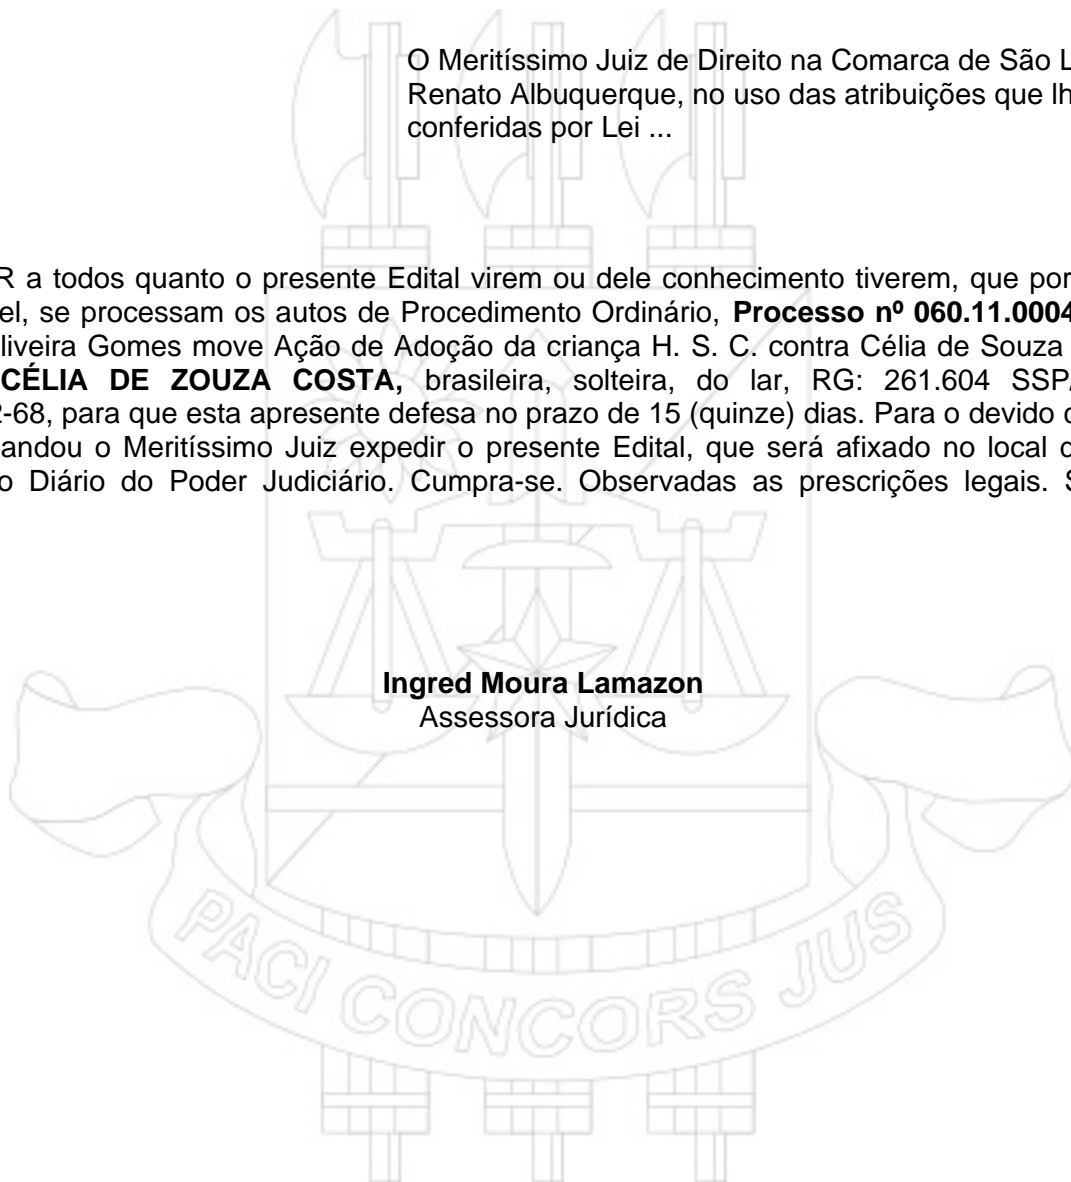 O Meritíssimo Juiz de Direito na Comarca de São L
Renato Albuquerque, no uso das atribuições que lh
conferidas por Lei ...
R a todos quanto o presente Edital virem ou dele conhecimento tiverem, que por
el, se processam os autos de Procedimento Ordinário, Processo nº 060.11.0004
liveira Gomes move Ação de Adoção da criança H. S. C. contra Célia de Souza
CÉLIA DE ZOUZA COSTA, brasileira, solteira, do lar, RG: 261.604 SSP
2-68, para que esta apresente defesa no prazo de 15 (quinze) dias. Para o devido
andou o Meritíssimo Juiz expedir o presente Edital, que será afixado no local
o Diário do Poder Judiciário. Cumpra-se. Observadas as prescrições legais. S
Ingred Moura Lamazon
Assessora Jurídica
PACI CONCORS JUS